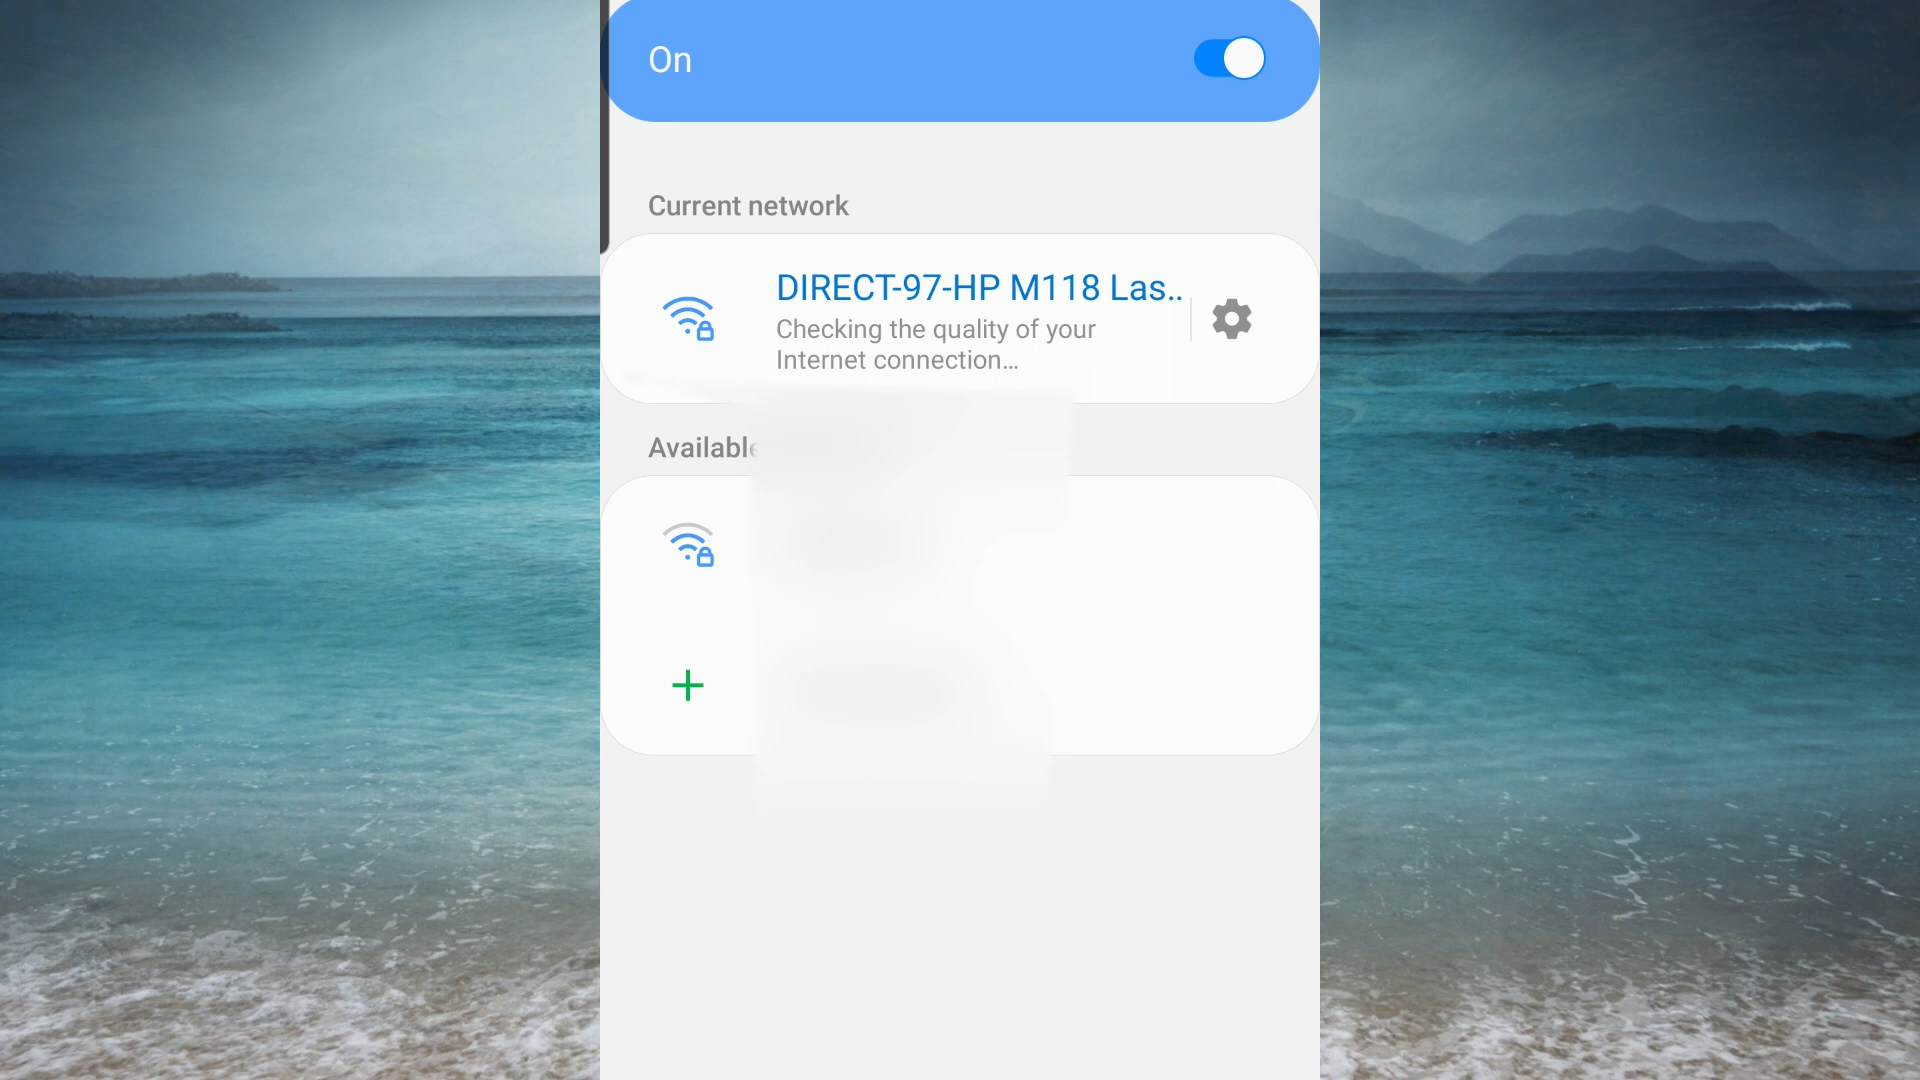 On
Current network
DIRECT-97-HP M118 Las..
Checking the quality of your
Internet connection...
Available